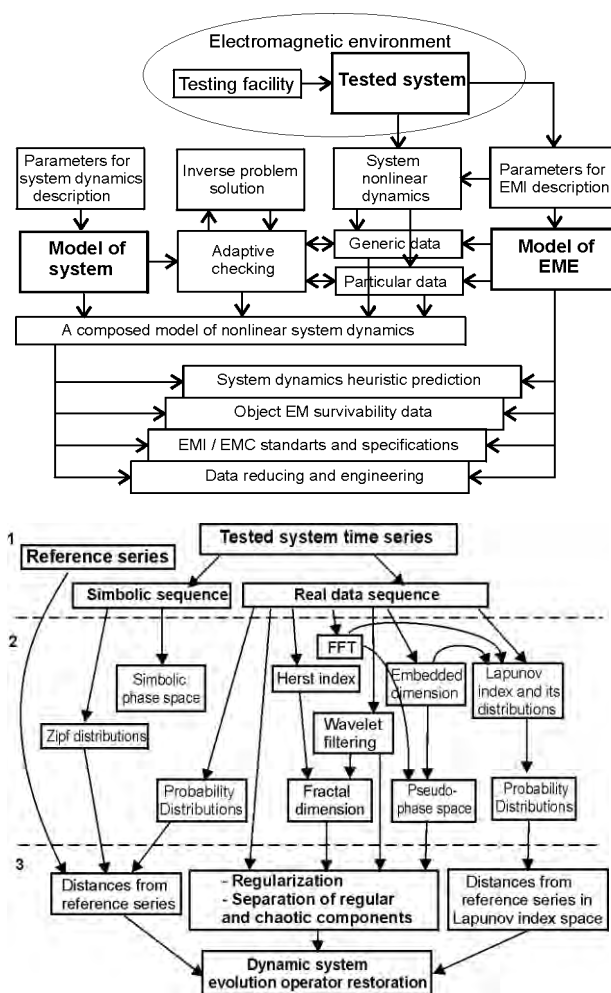 Electromagnetic environment
Testing facility
Tested system
Parameters for
system dynamics
description
Inverse problem
solution
System
nonlinear
dynamics
Parameters for
EMI description
Model of
system
Adaptive
checking
Generic data
Particular data
Model of
EME
A composed model of nonlinear system dynamics
System dynamics heuristic prediction
Object EM survivability data
EMI / EMC standarts and specifications
Data reducing and engineering
1
Tested system time series
Reference series
Simbolic sequence
Real data sequence
2
FFT
Simbolic
phase space
Herst index
Embedded
dimension
Lapunov
index and its
distributions
Zipf distributions
Wavelet
filtering
Probability
Distributions
Fractal
dimension
Pseudo-
phase space
Probability
Distributions
3
Distances from
reference series
- Regularization
- Separation of regular
and chaotic components
Distances from
reference series in
Lapunov index space
Dynamic system
evolution operator restoration